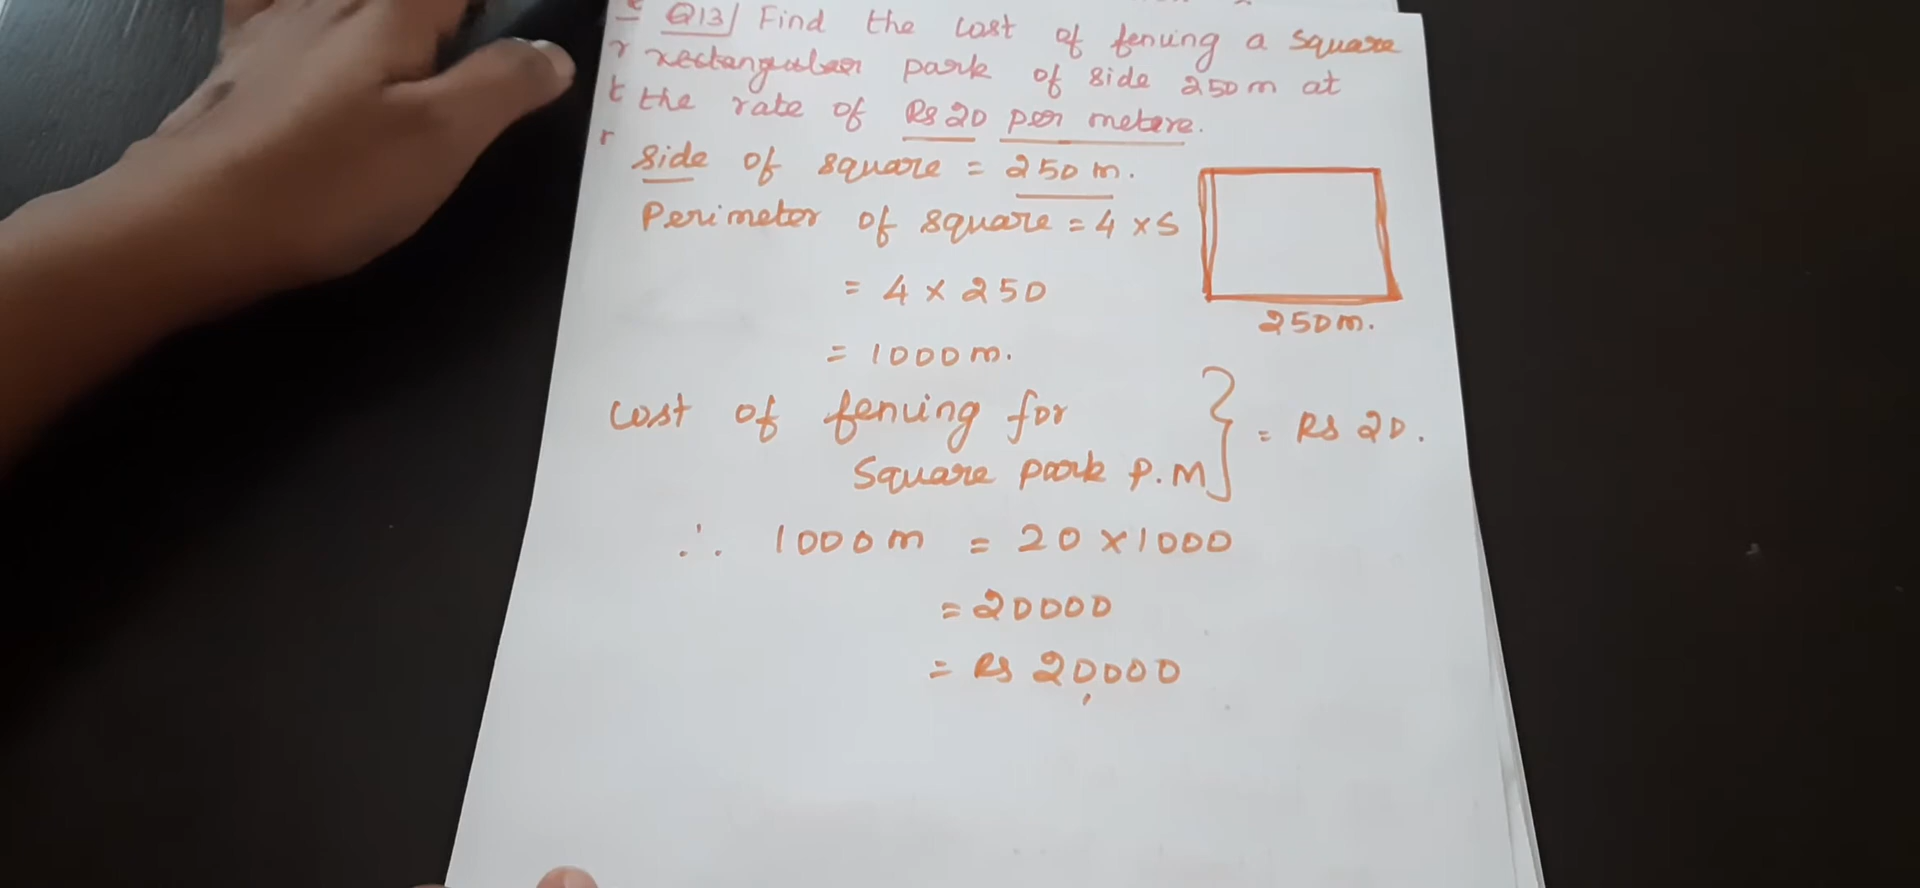 Q13/ Find the cost of fencing a square
rectangular park of side 250m at
the rate of Rs 20 per metere.
side of square = 250 m.
Perimeter of square = 4 × S
= 4 × 250
= 1000 m.
250m.
cost of fencing for
Square park P.M } = Rs 20.
∴ 1000m = 20 × 1000
= 20000
= Rs 20,000